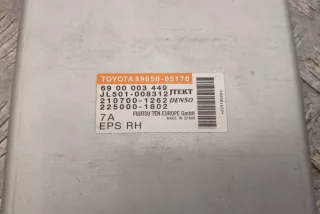 TOYOTA 89650-05170
69 00 003 449
JL501-008312 JTEKT
210700-1262 DENSO
225000-1802
FUJITSU TEN EUROPE GmbH
7A
MADE IN SPAIN
EPS RH